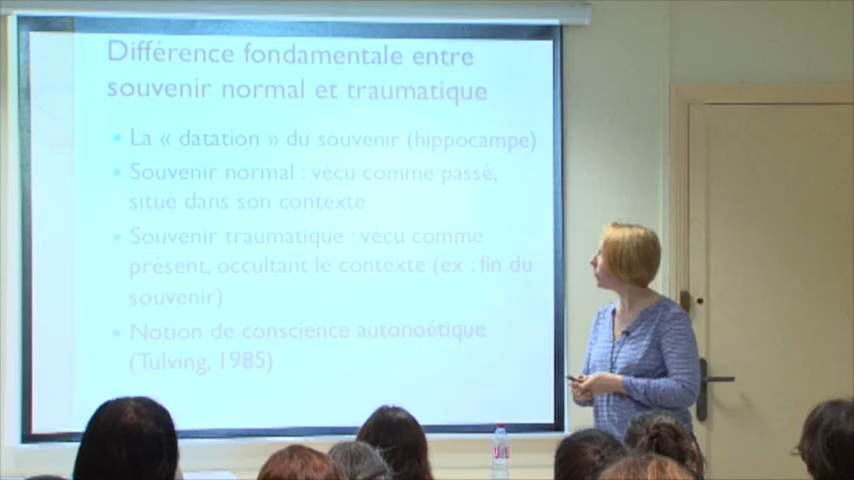 Différence fondamentale entre
souvenir normal et traumatique
• La « datation » du souvenir (hippocampe)
• Souvenir normal : vécu comme passé,
situé dans son contexte
• Souvenir traumatique : vécu comme
présent, occultant le contexte (ex : fin du
souvenir)
• Notion de conscience autonoétique
(Tulving, 1985)